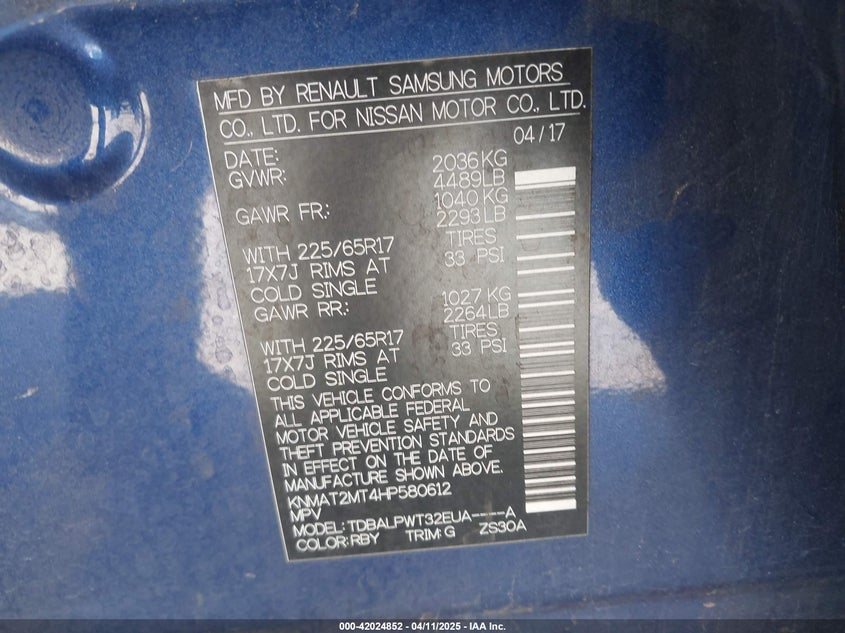 MFD BY RENAULT SAMSUNG MOTORS
CO., LTD. FOR NISSAN MOTOR CO., LTD.
04/17
DATE:
GVWR: 2036KG
4489LB
GAWR FR.: 1040 KG
2293LB
WITH 225/65R17 TIRES
17X7J RIMS AT 33 PSI
COLD SINGLE
GAWR RR.: 1027 KG
2264LB
WITH 225/65R17 TIRES
17X7J RIMS AT 33 PSI
COLD SINGLE
THIS VEHICLE CONFORMS TO
ALL APPLICABLE FEDERAL
MOTOR VEHICLE SAFETY AND
THEFT PREVENTION STANDARDS
IN EFFECT ON THE DATE OF
MANUFACTURE SHOWN ABOVE.
KNMAT2MT4HP580612
MPV
MODEL: TDBALPWT32EUA----A
COLOR:RBY TRIM:G ZS30A
000-42024852 - 04/11/2025 - IAA Inc.